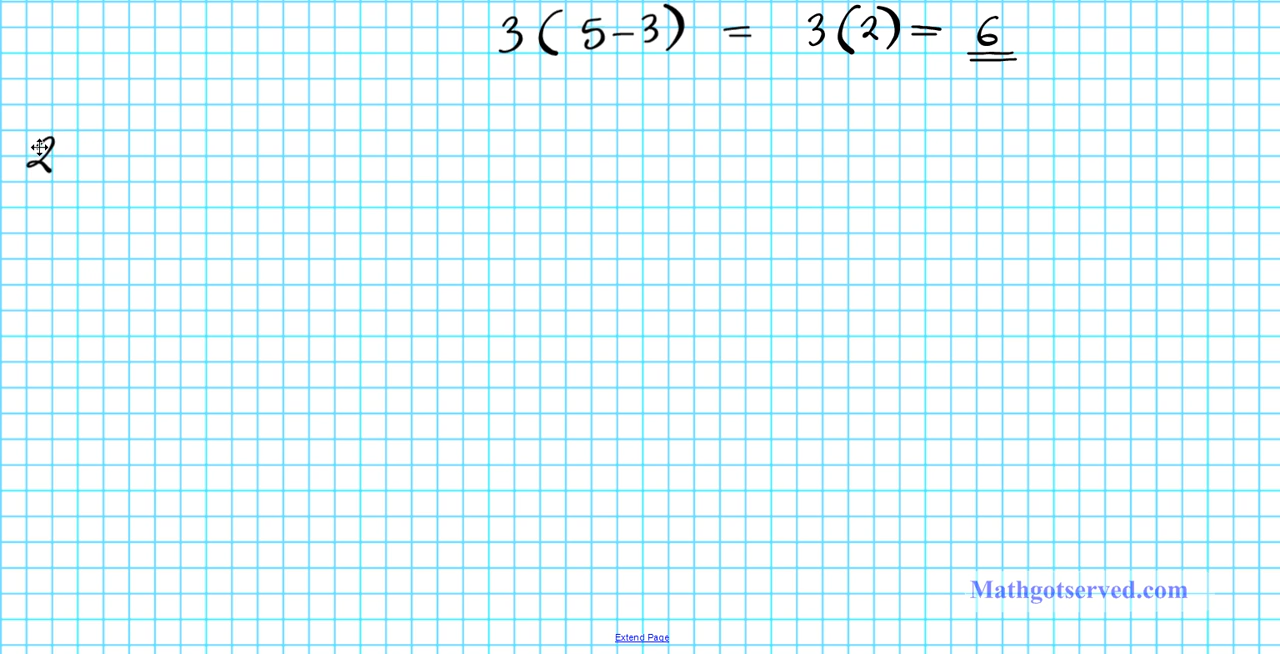 3(5-3) = 3(2) = 6
2
Mathgotserved.com
Extend Page